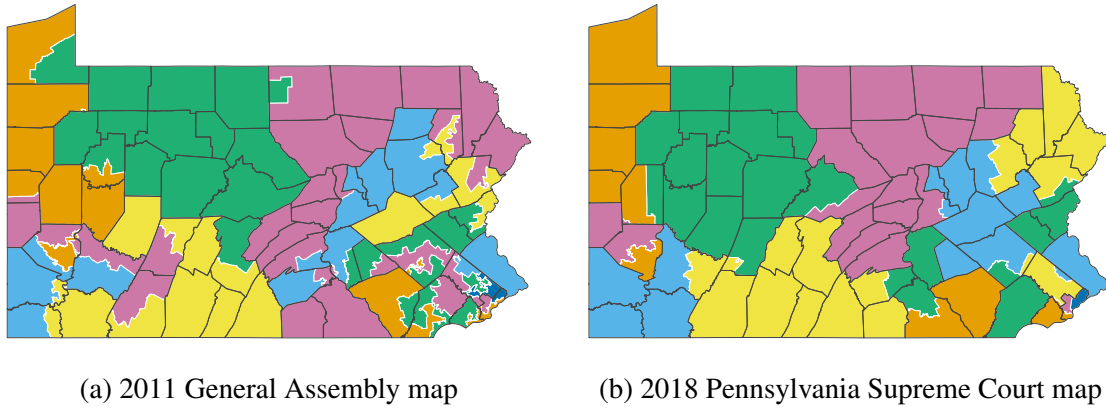 (a) 2011 General Assembly map
(b) 2018 Pennsylvania Supreme Court map